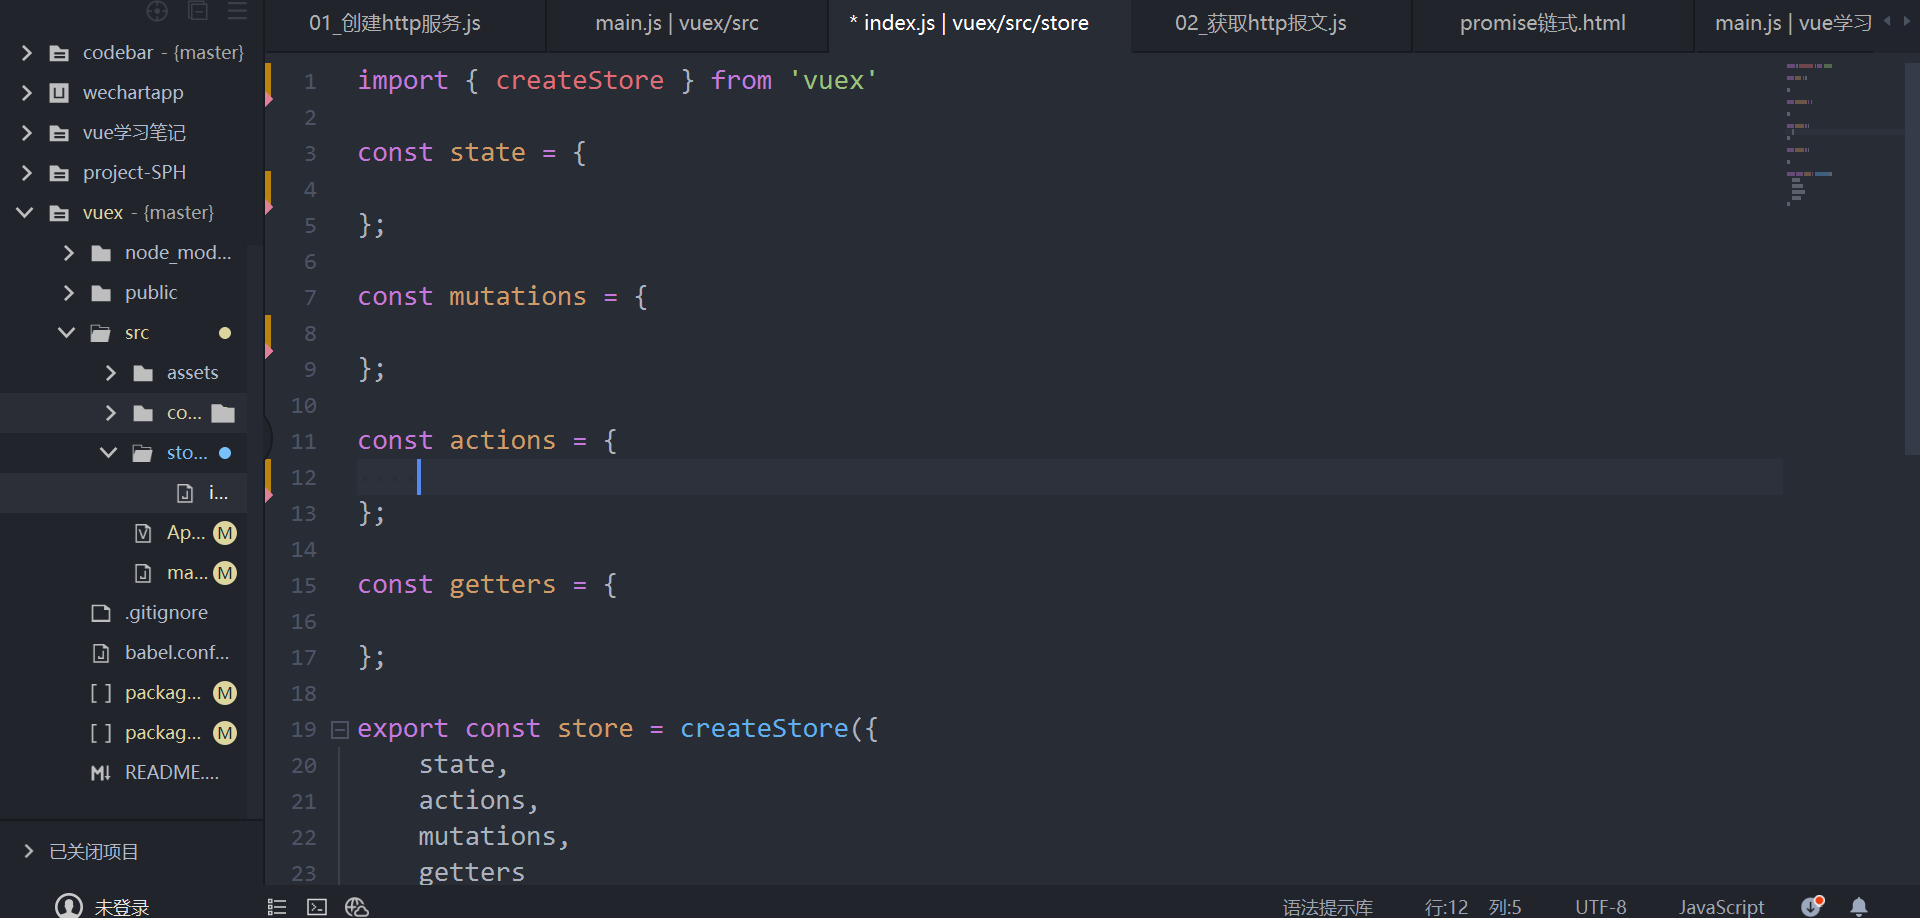 01_创建http服务.js
main.js | vuex/src
* index.js | vuex/src/store
02_获取http报文.js
promise链式.html
main.js | vue学习
codebar - {master}
wechartapp
vue学习笔记
project-SPH
vuex - {master}
node_mod...
public
src
assets
co...
sto...
i...
Ap... M
ma... M
.gitignore
babel.conf...
packag... M
packag... M
README....
已关闭项目
未登录
1 import { createStore } from 'vuex'
2
3 const state = {
4
5 };
6
7 const mutations = {
8
9 };
10
11 const actions = {
12
13 };
14
15 const getters = {
16
17 };
18
19 export const store = createStore({
20 state,
21 actions,
22 mutations,
23 getters
语法提示库 行:12 列:5 UTF-8 JavaScript